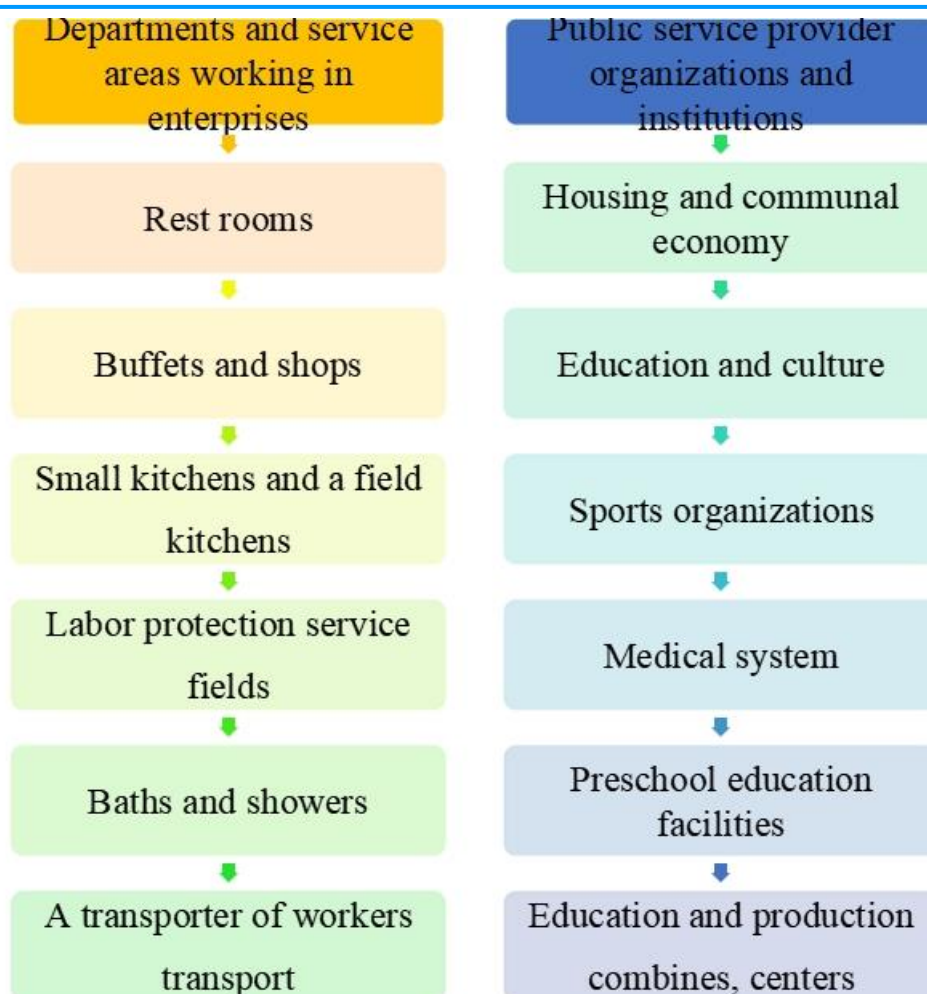 Departments and service
areas working in
enterprises
Rest rooms
Buffets and shops
Small kitchens and a field
kitchens
Labor protection service
fields
Baths and showers
A transporter of workers
transport
Public service provider
organizations and
institutions
Housing and communal
economy
Education and culture
Sports organizations
Medical system
Preschool education
facilities
Education and production
combines, centers